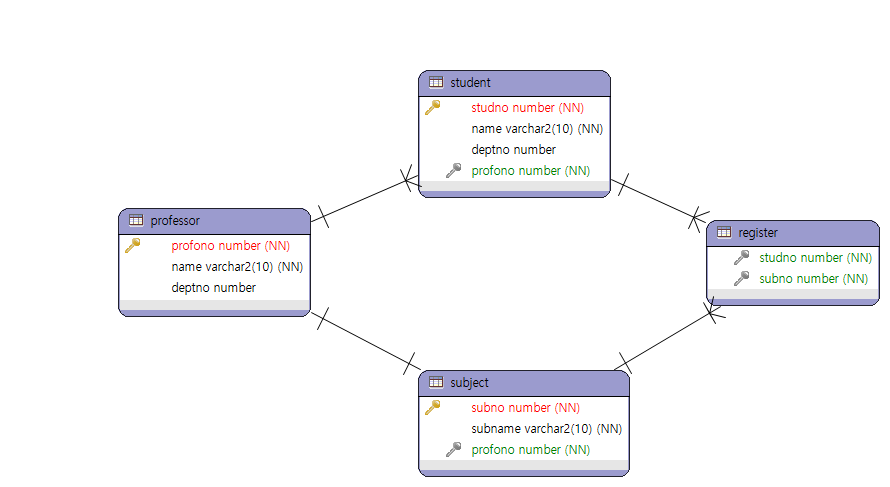 student
studno number (NN)
name varchar2(10) (NN)
deptno number
profono number (NN)
professor
profono number (NN)
name varchar2(10) (NN)
deptno number
register
studno number (NN)
subno number (NN)
subject
subno number (NN)
subname varchar2(10) (NN)
profono number (NN)